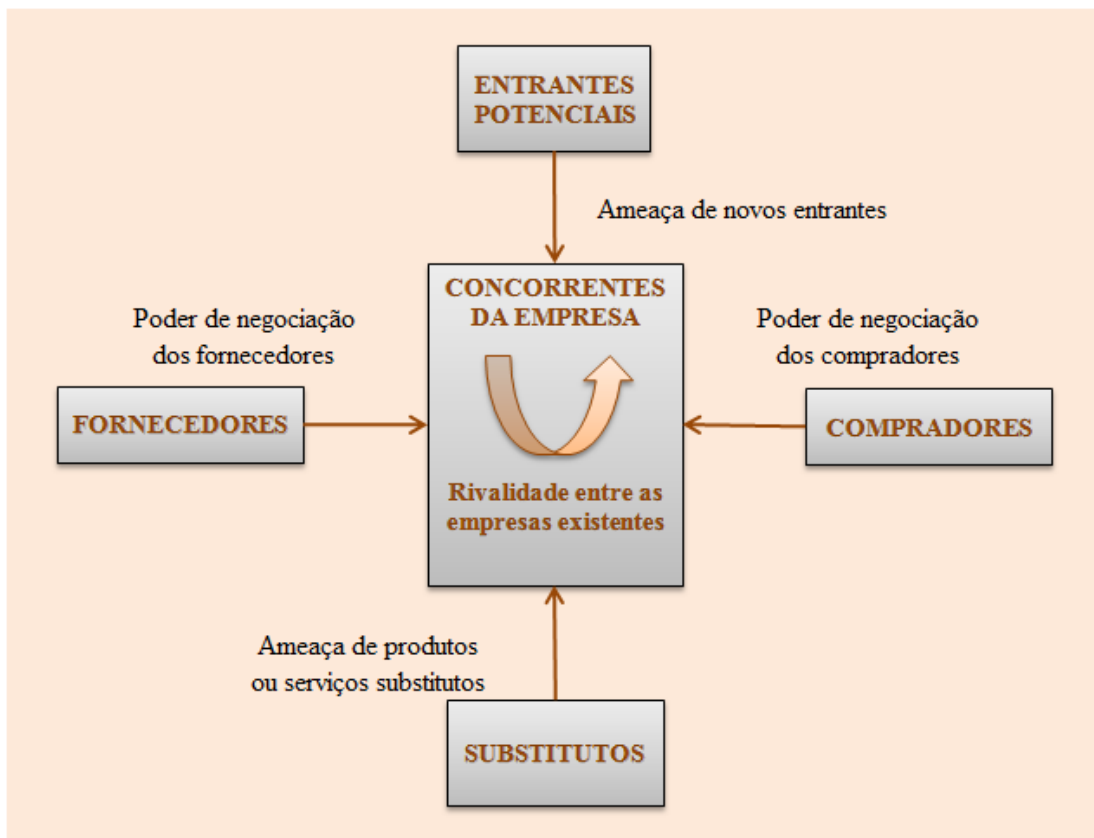 ENTRANTES
POTENCIAIS
Ameaça de novos entrantes
CONCORRENTES
DA EMPRESA
Poder de negociação
dos fornecedores
Poder de negociação
dos compradores
FORNECEDORES
COMPRADORES
Rivalidade entre as
empresas existentes
Ameaça de produtos
ou serviços substitutos
SUBSTITUTOS